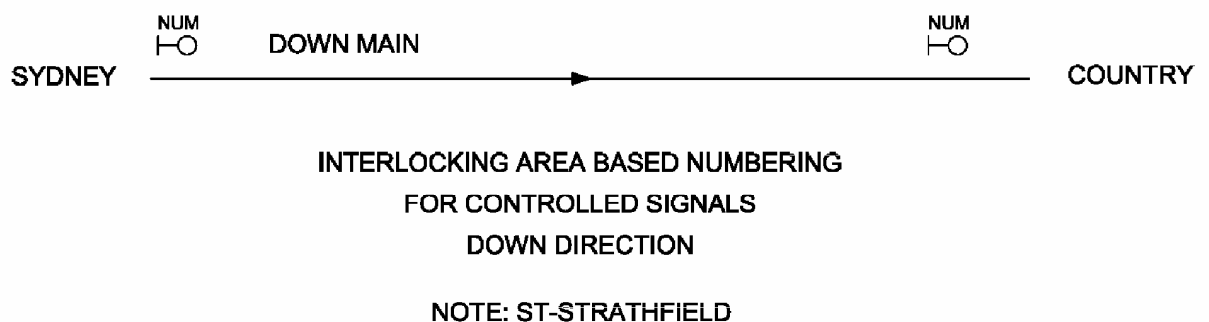 NUM NUM
DOWN MAIN
SYDNEY COUNTRY
INTERLOCKING AREA BASED NUMBERING
FOR CONTROLLED SIGNALS
DOWN DIRECTION
NOTE: ST-STRATHFIELD